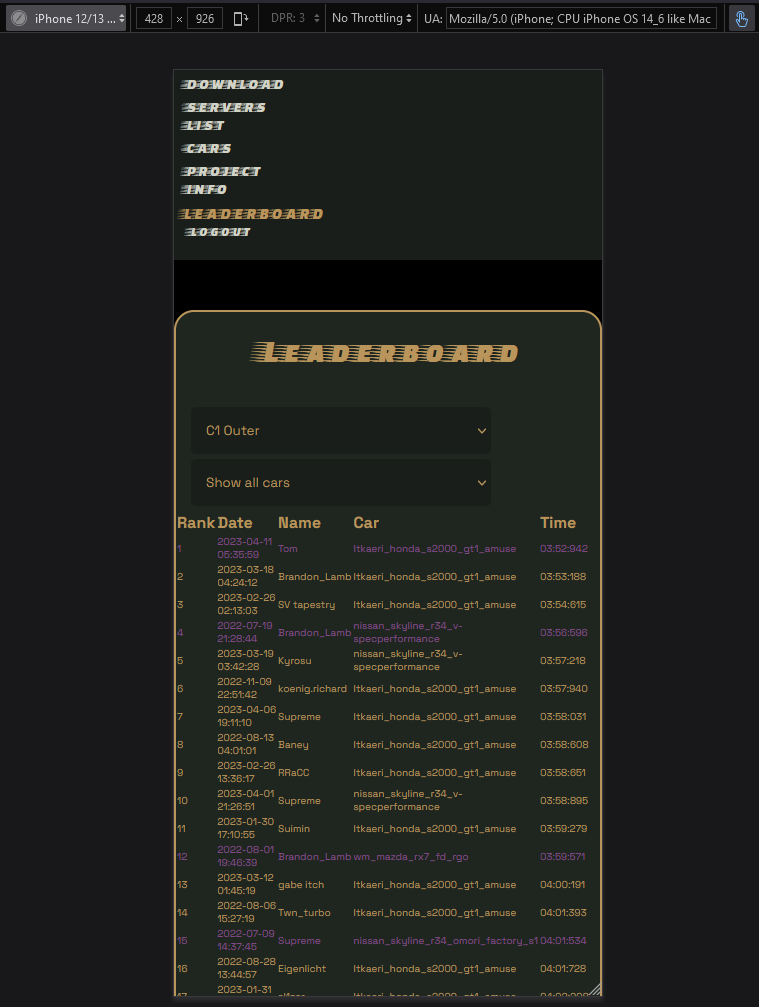 iPhone 12/13 ...
428 × 926
DPR: 3
No Throttling
UA: Mozilla/5.0 (iPhone; CPU iPhone OS 14_6 like Mac
DOWNLOAD
SERVERS
LIST
CARS
PROJECT
INFO
LEADERBOARD
LOGOUT
LEADERBOARD
C1 Outer
Show all cars
Rank Date Name Car Time
1 2023-04-11 05:35:59 Tom ltkaeri_honda_s2000_gt1_amuse 03:52:942
2 2023-03-18 04:24:12 Brandon_Lamb ltkaeri_honda_s2000_gt1_amuse 03:53:188
3 2023-02-26 02:13:03 SV tapestry ltkaeri_honda_s2000_gt1_amuse 03:54:615
4 2022-07-19 21:28:44 Brandon_Lamb nissan_skyline_r34_v-specperformance 03:56:596
5 2023-03-19 03:42:28 Kyrosu nissan_skyline_r34_v-specperformance 03:57:218
6 2022-11-09 22:51:42 koenig.richard ltkaeri_honda_s2000_gt1_amuse 03:57:940
7 2023-04-06 19:11:10 Supreme ltkaeri_honda_s2000_gt1_amuse 03:58:031
8 2022-08-13 04:01:01 Baney ltkaeri_honda_s2000_gt1_amuse 03:58:608
9 2023-02-26 13:36:17 RRaCC ltkaeri_honda_s2000_gt1_amuse 03:58:651
10 2023-04-01 21:26:51 Supreme nissan_skyline_r34_v-specperformance 03:58:895
11 2023-01-30 17:10:55 Suimin ltkaeri_honda_s2000_gt1_amuse 03:59:279
12 2022-08-01 19:46:39 Brandon_Lamb wm_mazda_rx7_fd_rgo 03:59:571
13 2023-03-12 01:45:19 gabe itch ltkaeri_honda_s2000_gt1_amuse 04:00:191
14 2022-08-06 15:27:19 Twn_turbo ltkaeri_honda_s2000_gt1_amuse 04:01:393
15 2022-07-09 14:37:45 Supreme nissan_skyline_r34_omori_factory_s1 04:01:534
16 2022-08-28 13:44:57 Eigenlicht ltkaeri_honda_s2000_gt1_amuse 04:01:728
2023-01-31